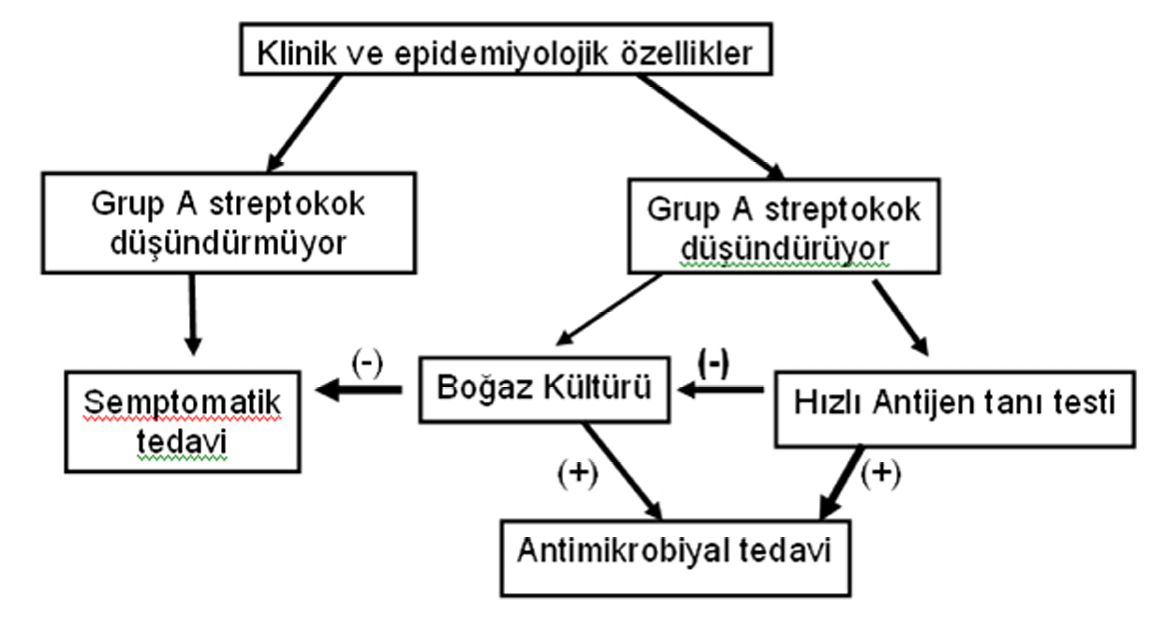 Klinik ve epidemiyolojik özellikler
Grup A streptokok
düşündürmüyor
Grup A streptokok
düşündürüyor
Semptomatik
tedavi
(-)
Boğaz Kültürü
(-)
Hızlı Antijen tanı testi
(+)
(+)
Antimikrobiyal tedavi